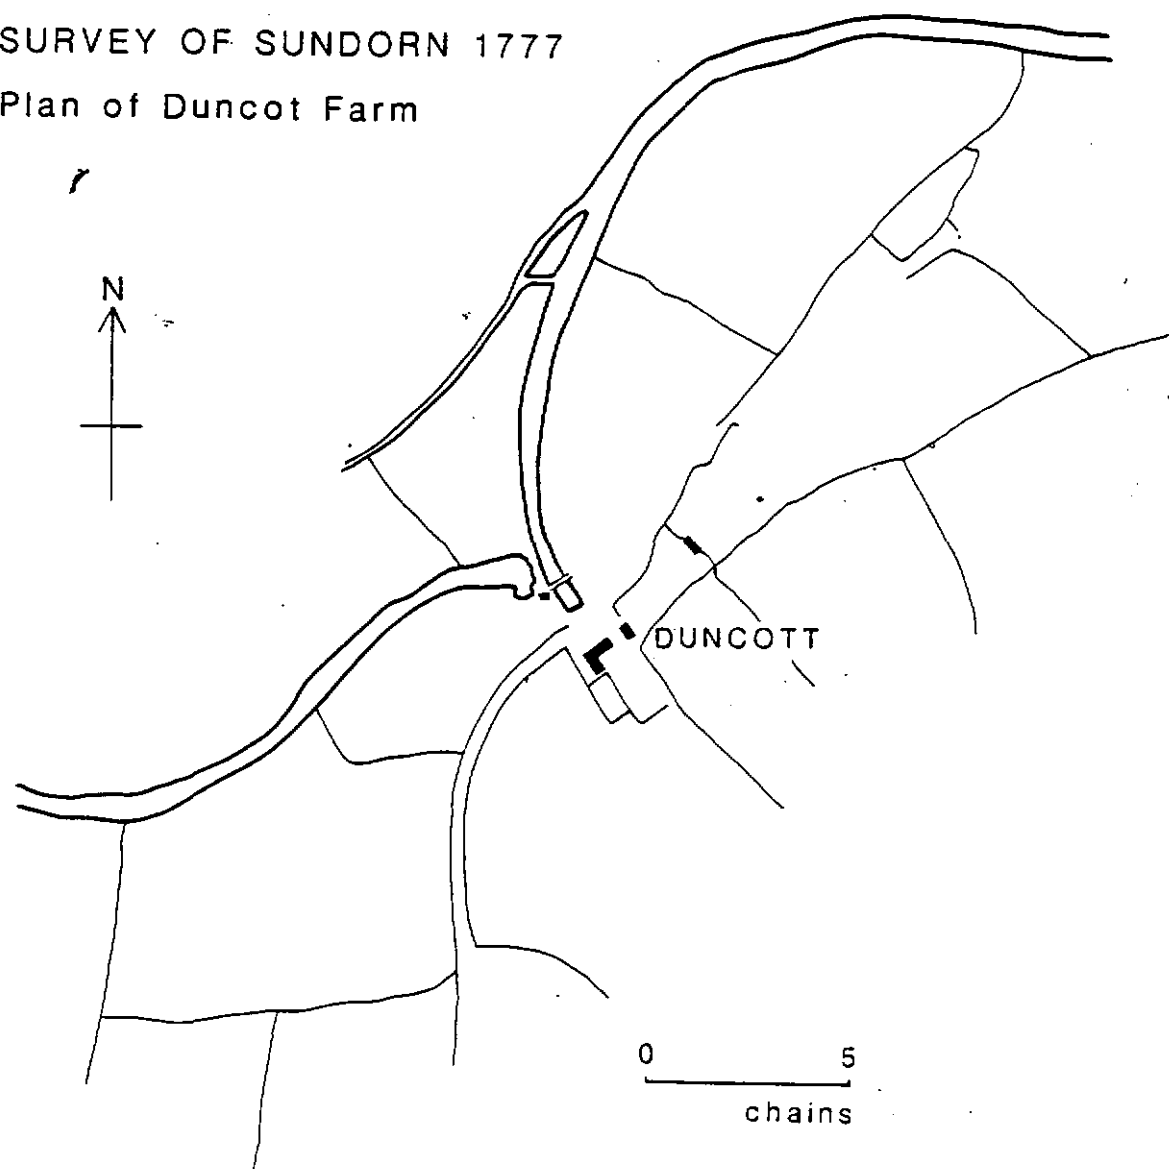 SURVEY OF SUNDORN 1777
Plan of Duncot Farm
N
DUNCOTT
0 5
chains